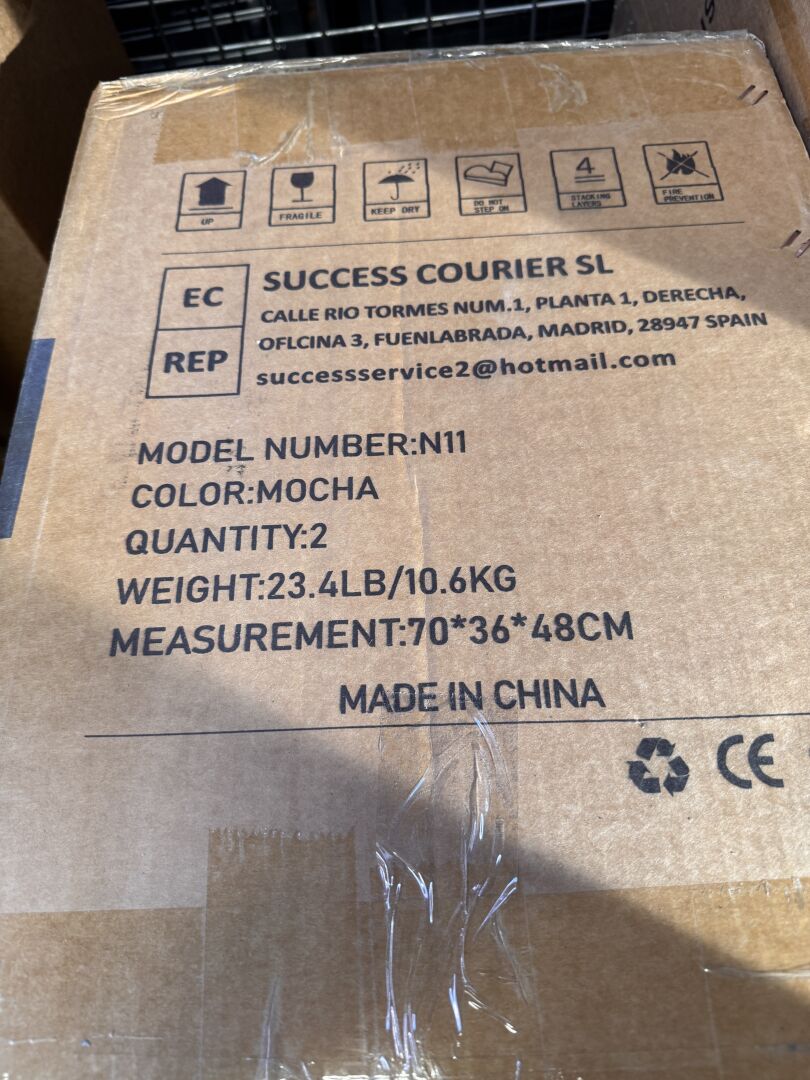 UP
FRAGILE
KEEP DRY
DO NOT
STEP ON
4
STACKING
LAYERS
FIRE
PREVENTION
EC
REP
SUCCESS COURIER SL
CALLE RIO TORMES NUM.1, PLANTA 1, DERECHA,
OFLCINA 3, FUENLABRADA, MADRID, 28947 SPAIN
successservice2@hotmail.com
MODEL NUMBER:N11
COLOR:MOCHA
QUANTITY:2
WEIGHT:23.4LB/10.6KG
MEASUREMENT:70*36*48CM
MADE IN CHINA
CE